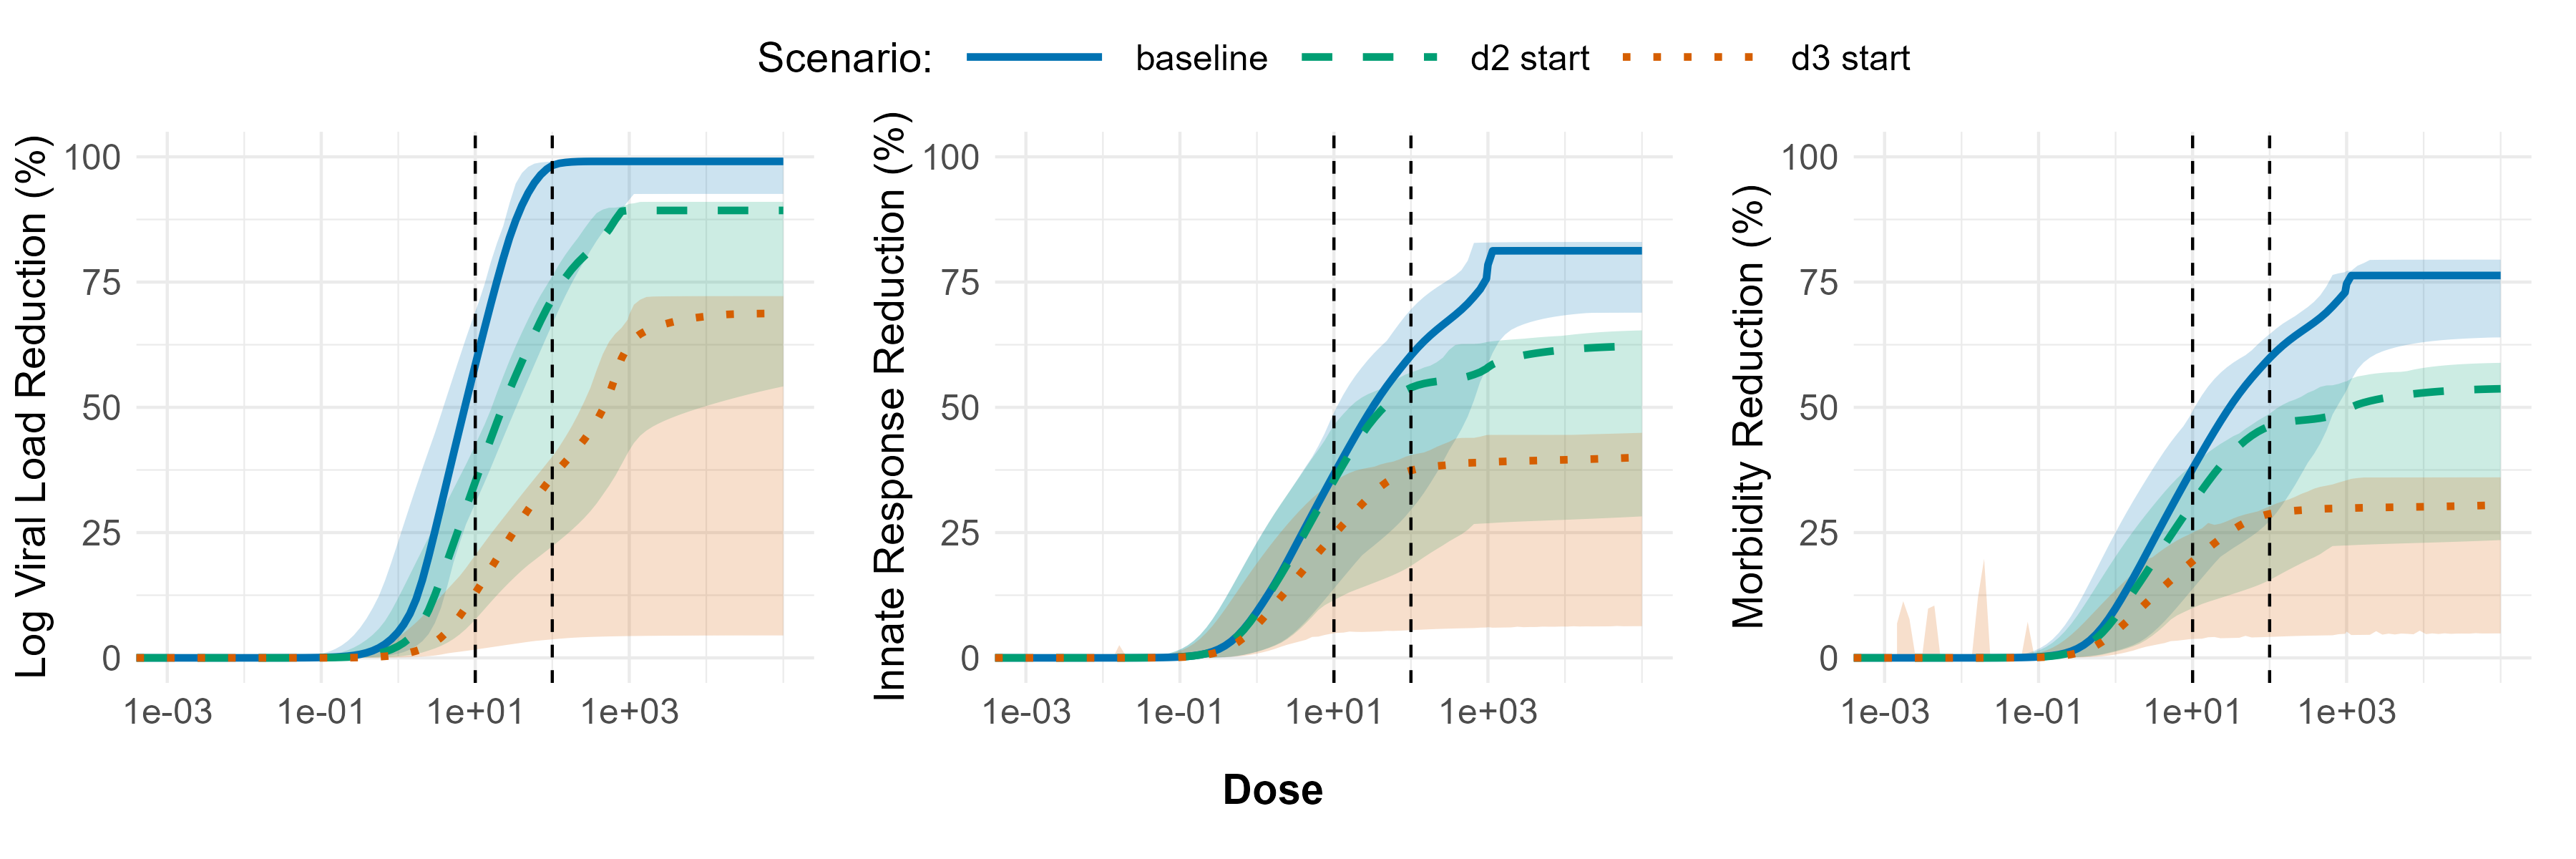 Scenario: baseline d2 start d3 start
Log Viral Load Reduction (%)
100
75
50
25
0
1e-03 1e-01 1e+01 1e+03
Innate Response Reduction (%)
100
75
50
25
0
1e-03 1e-01 1e+01 1e+03
Morbidity Reduction (%)
100
75
50
25
0
1e-03 1e-01 1e+01 1e+03
Dose